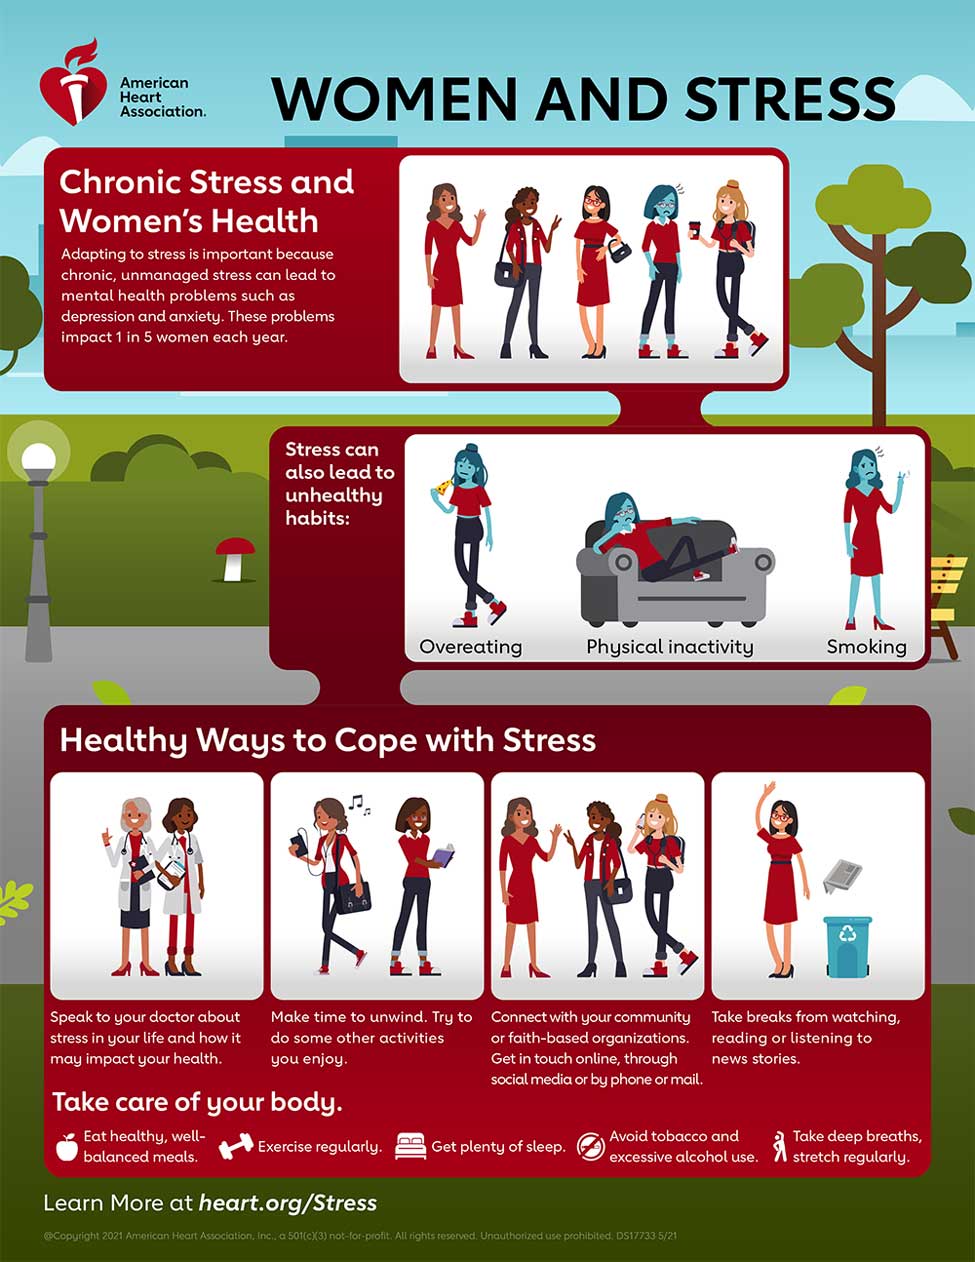 American
Heart
Association.
WOMEN AND STRESS
Chronic Stress and
Women's Health
Adapting to stress is important because
chronic, unmanaged stress can lead to
mental health problems such as
depression and anxiety. These problems
impact 1 in 5 women each year.
Stress can
also lead to
unhealthy
habits:
Overeating
Physical inactivity
Smoking
Healthy Ways to Cope with Stress
Speak to your doctor about
stress in your life and how it
may impact your health.
Make time to unwind. Try to
do some other activities
you enjoy.
Connect with your community
or faith-based organizations.
Get in touch online, through
social media or by phone or mail.
Take breaks from watching,
reading or listening to
news stories.
Take care of your body.
Eat healthy, well-
balanced meals.
Exercise regularly.
Get plenty of sleep.
Avoid tobacco and
excessive alcohol use.
Take deep breaths,
stretch regularly.
Learn More at heart.org/Stress
@Copyright 2021 American Heart Association, Inc., a 501(c)(3) not-for-profit. All rights reserved. Unauthorized use prohibited. DS17733 5/21